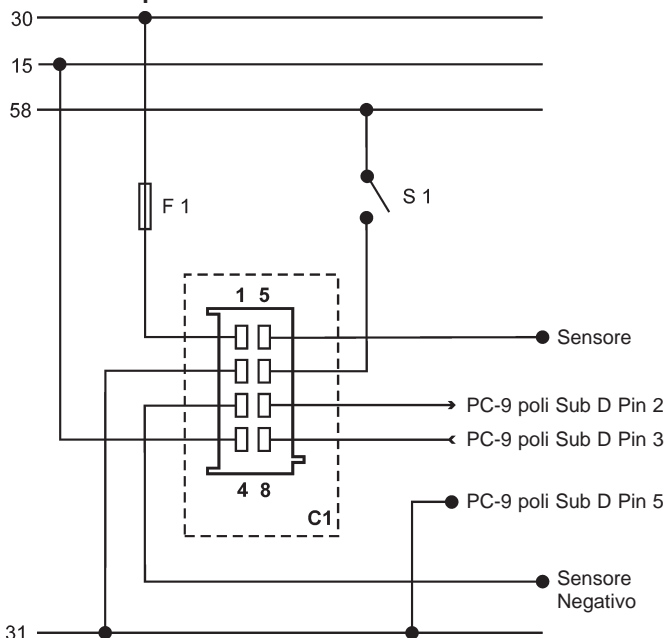 30
15
58
F 1
S 1
1 5
Sensore
PC-9 poli Sub D Pin 2
PC-9 poli Sub D Pin 3
4 8
PC-9 poli Sub D Pin 5
C1
Sensore
Negativo
31